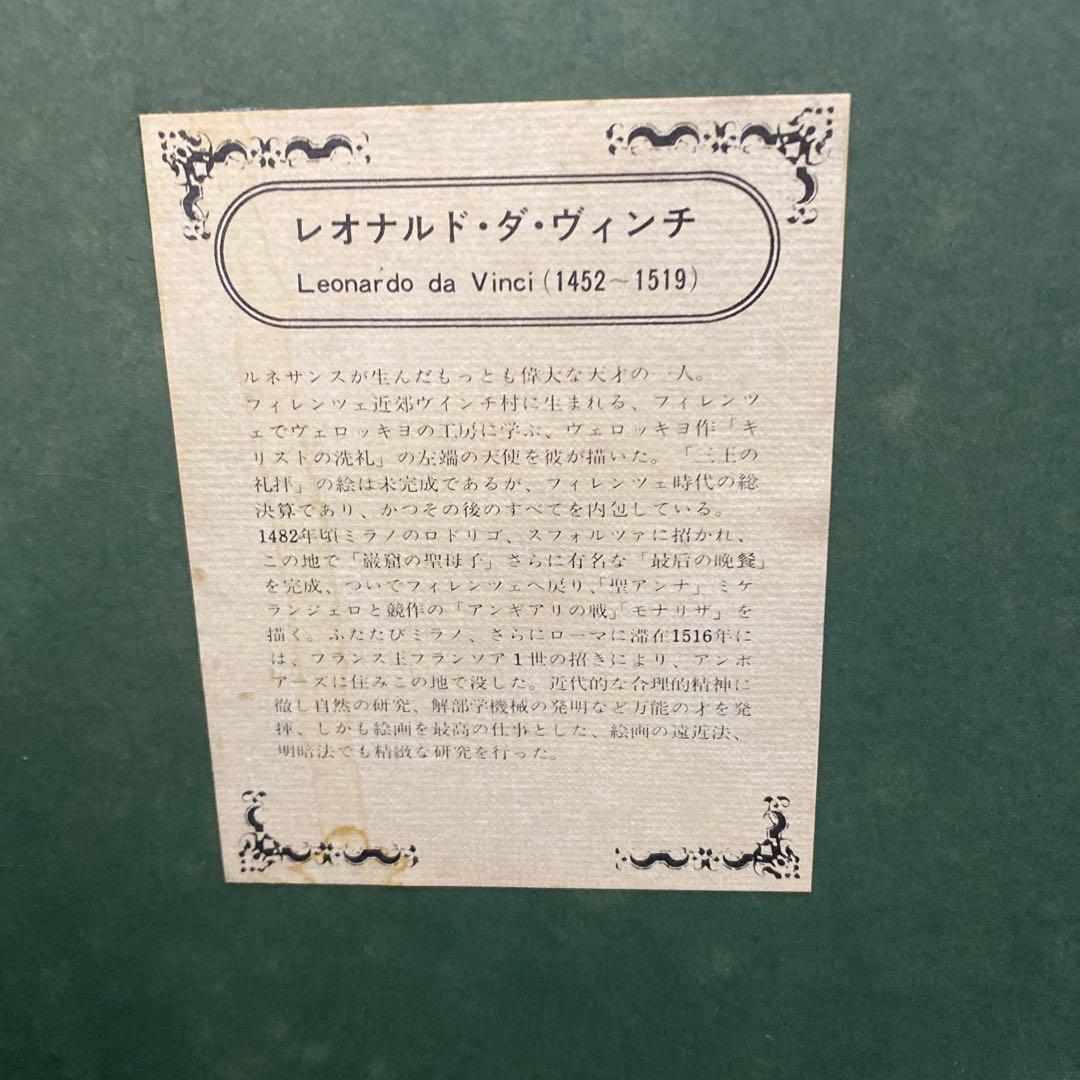 レオナルド・ダ・ヴィンチ
Leonardo da Vinci (1452～1519)
ルネサンスが生んだもっとも偉大な天才の一人。
フィレンツェ近郊ヴインチ村に生まれる、フィレンツ
ェでヴェロッキヨの工房に学ぶ、ヴェロッキヨ作「キ
リストの洗礼」の左端の天使を彼が描いた。「三王の
礼拝」の絵は未完成であるが、フィレンツェ時代の総
決算であり、かつその後のすべてを内包している。
1482年頃ミラノのロドリゴ、スフォルツァに招かれ、
この地で「巌窟の聖母子」さらに有名な「最后の晩餐」
を完成、ついでフィレンツェへ戻り、「聖アンナ」ミケ
ランジェロと競作の「アンギアリの戦」「モナリザ」を
描く。ふたたびミラノ、さらにローマに滞在1516年に
は、フランス王フランソア1世の招きにより、アンボ
アーズに住みこの地で没した。近代的な合理的精神に
徹し自然の研究、解部学機械の発明など万能の才を発
揮、しかも絵画を最高の仕事とした、絵画の遠近法、
明暗法でも精緻な研究を行った。